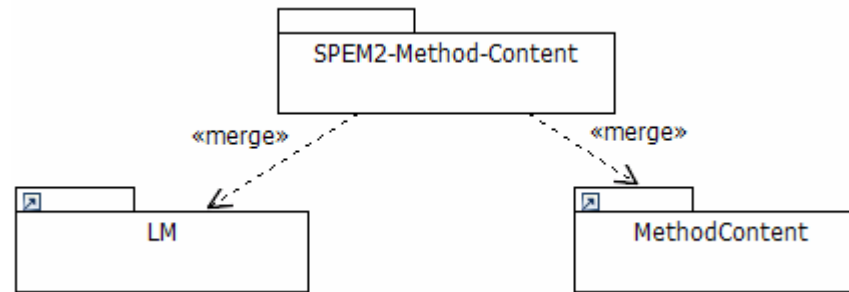 SPEM2-Method-Content
«merge»
«merge»
LM
MethodContent